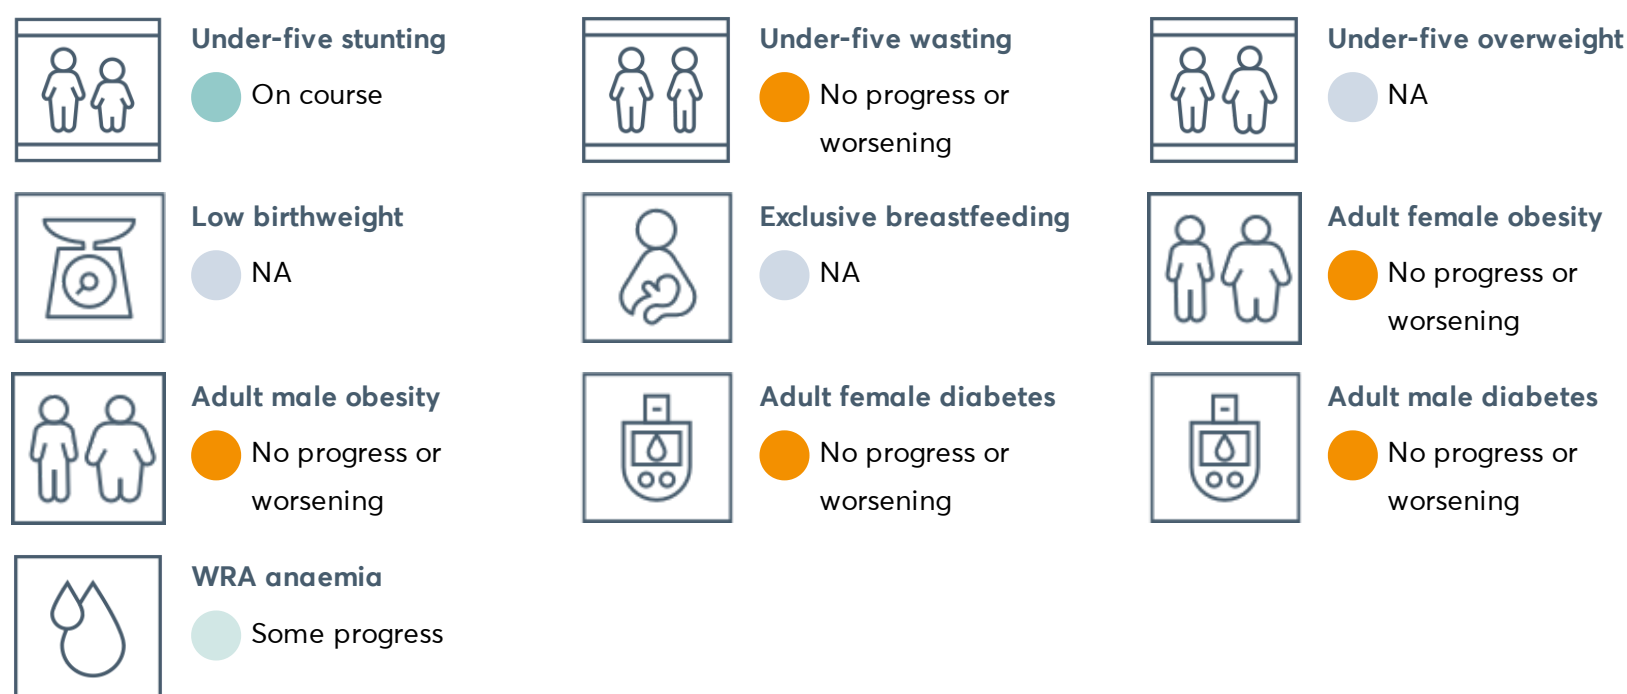 Under-five stunting
On course
Under-five wasting
No progress or
worsening
Under-five overweight
NA
Low birthweight
NA
Exclusive breastfeeding
NA
Adult female obesity
No progress or
worsening
Adult male obesity
No progress or
worsening
Adult female diabetes
No progress or
worsening
Adult male diabetes
No progress or
worsening
WRA anaemia
Some progress